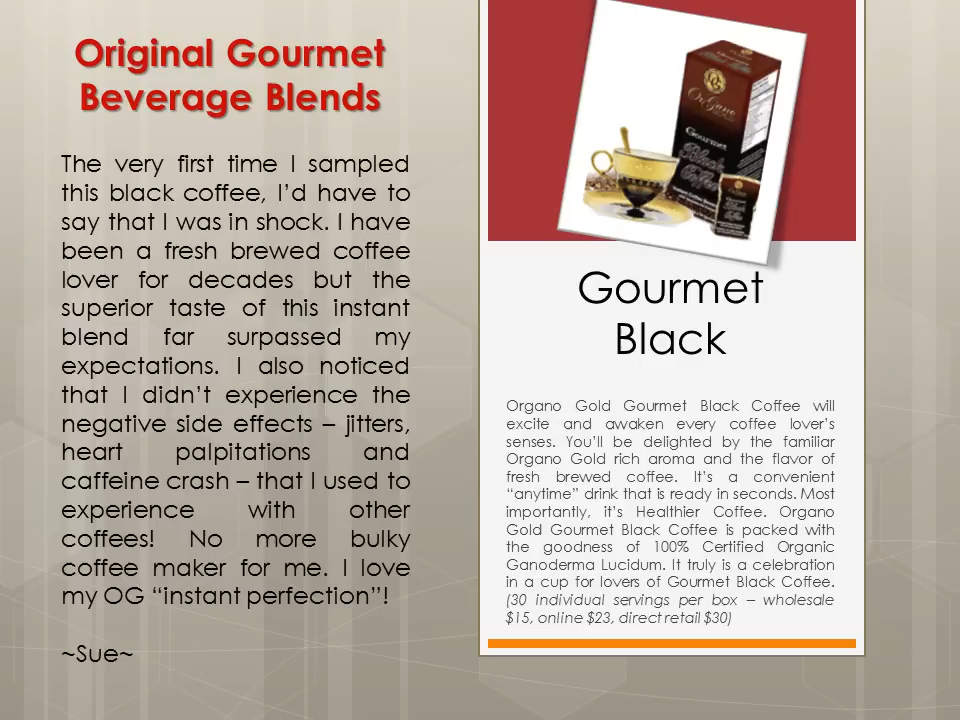 Original Gourmet
Beverage Blends
The very first time I sampled
this black coffee, I’d have to
say that I was in shock. I have
been a fresh brewed coffee
lover for decades but the
superior taste of this instant
blend far surpassed my
expectations. I also noticed
that I didn’t experience the
negative side effects – jitters,
heart palpitations and
caffeine crash – that I used to
experience with other
coffees! No more bulky
coffee maker for me. I love
my OG “instant perfection”!
~Sue~
OrGano
Gourmet
Black
Coffee
Gourmet
Black
Organo Gold Gourmet Black Coffee will
excite and awaken every coffee lover’s
senses. You’ll be delighted by the familiar
Organo Gold rich aroma and the flavor of
fresh brewed coffee. It’s a convenient
“anytime” drink that is ready in seconds. Most
importantly, it’s Healthier Coffee. Organo
Gold Gourmet Black Coffee is packed with
the goodness of 100% Certified Organic
Ganoderma Lucidum. It truly is a celebration
in a cup for lovers of Gourmet Black Coffee.
(30 individual servings per box – wholesale
$15, online $23, direct retail $30)